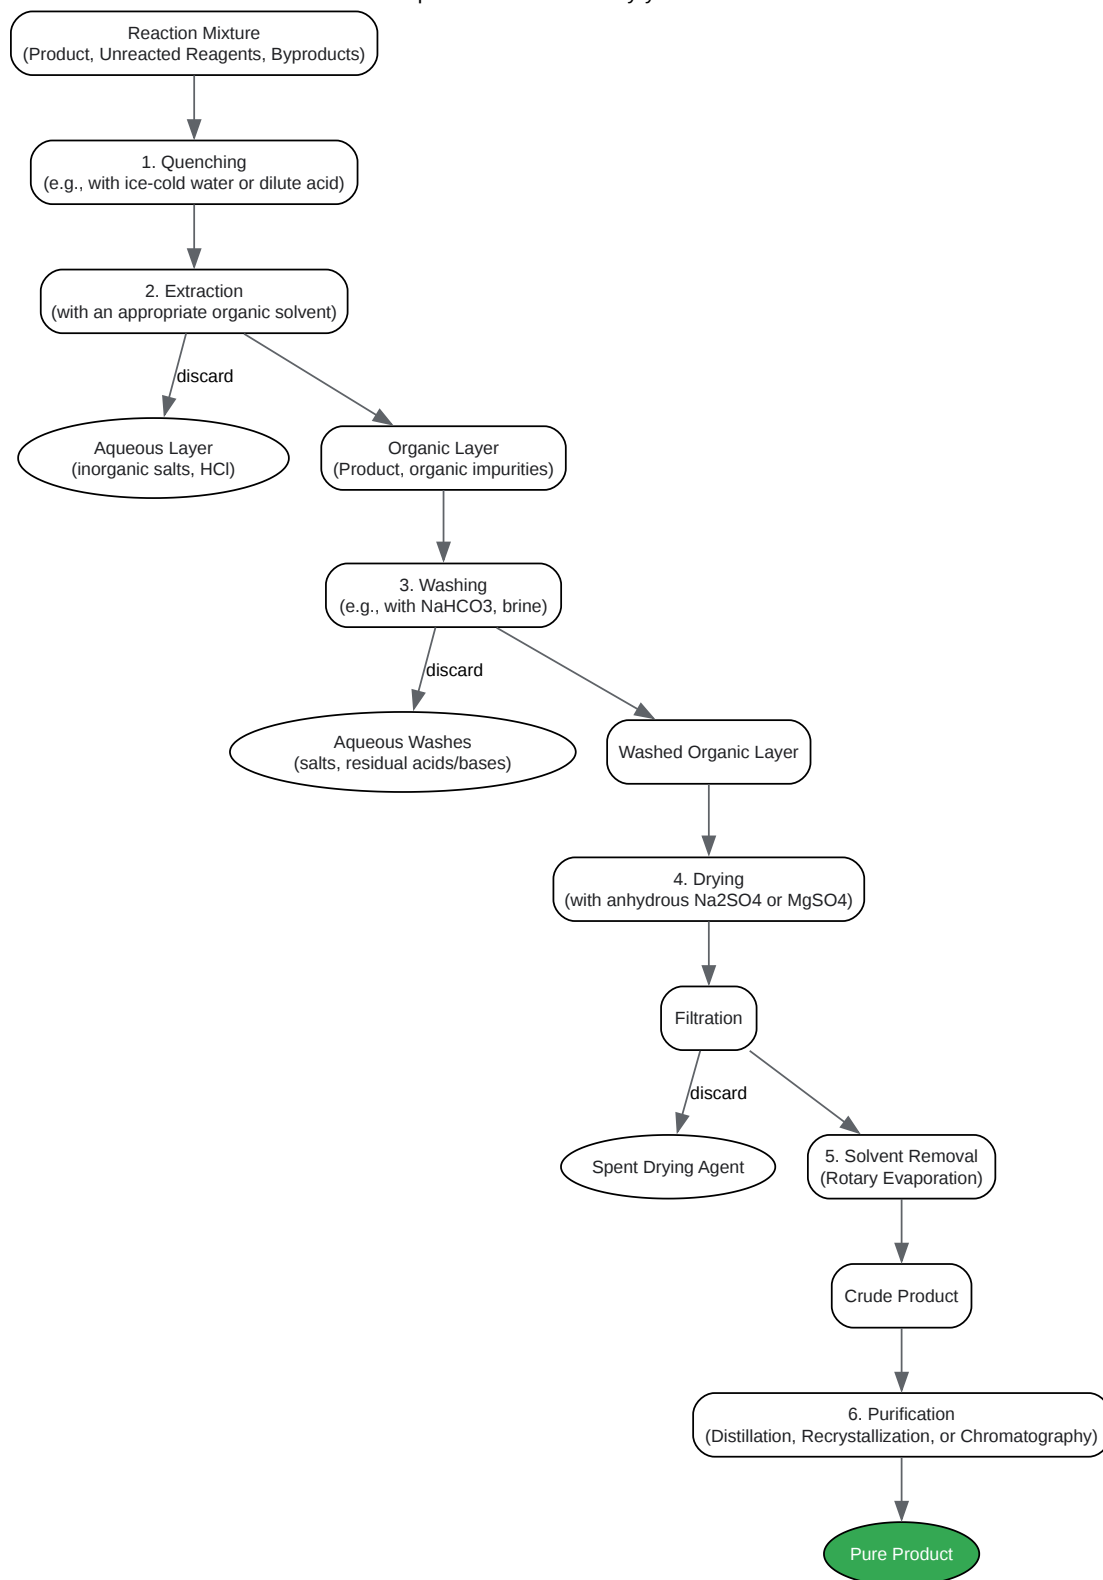 Reaction Mixture
(Product, Unreacted Reagents, Byproducts)
1. Quenching
(e.g., with ice-cold water or dilute acid)
2. Extraction
(with an appropriate organic solvent)
discard
Aqueous Layer
(inorganic salts, HCl)
Organic Layer
(Product, organic impurities)
3. Washing
(e.g., with NaHCO3, brine)
discard
Aqueous Washes
(salts, residual acids/bases)
Washed Organic Layer
4. Drying
(with anhydrous Na2SO4 or MgSO4)
Filtration
discard
Spent Drying Agent
5. Solvent Removal
(Rotary Evaporation)
Crude Product
6. Purification
(Distillation, Recrystallization, or Chromatography)
Pure Product